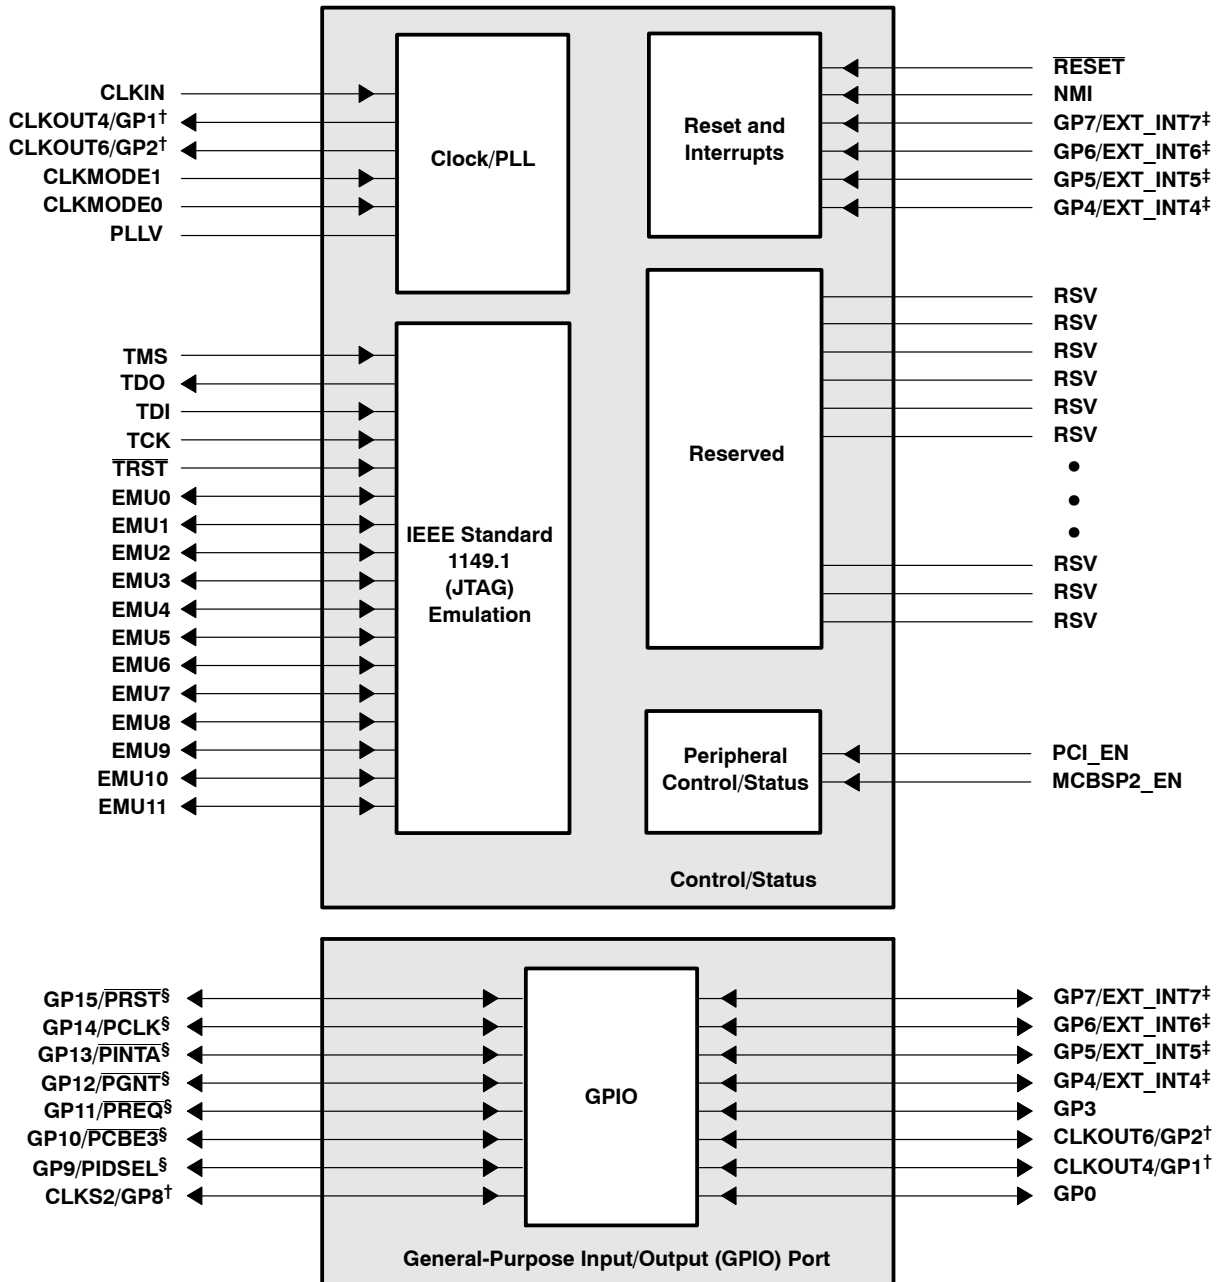 CLKIN
CLKOUT4/GP1†
CLKOUT6/GP2†
CLKMODE1
CLKMODE0
PLLV
Clock/PLL
Reset and
Interrupts
RESET
NMI
GP7/EXT_INT7‡
GP6/EXT_INT6‡
GP5/EXT_INT5‡
GP4/EXT_INT4‡
TMS
TDO
TDI
TCK
TRST
EMU0
EMU1
EMU2
EMU3
EMU4
EMU5
EMU6
EMU7
EMU8
EMU9
EMU10
EMU11
IEEE Standard
1149.1
(JTAG)
Emulation
Reserved
RSV
RSV
RSV
RSV
RSV
RSV
•
•
•
RSV
RSV
RSV
Peripheral
Control/Status
PCI_EN
MCBSP2_EN
Control/Status
GP15/PRST§
GP14/PCLK§
GP13/PINTA§
GP12/PGNT§
GP11/PREQ§
GP10/PCBE3§
GP9/PIDSEL§
CLKS2/GP8†
GPIO
GP7/EXT_INT7‡
GP6/EXT_INT6‡
GP5/EXT_INT5‡
GP4/EXT_INT4‡
GP3
CLKOUT6/GP2†
CLKOUT4/GP1†
GP0
General-Purpose Input/Output (GPIO) Port